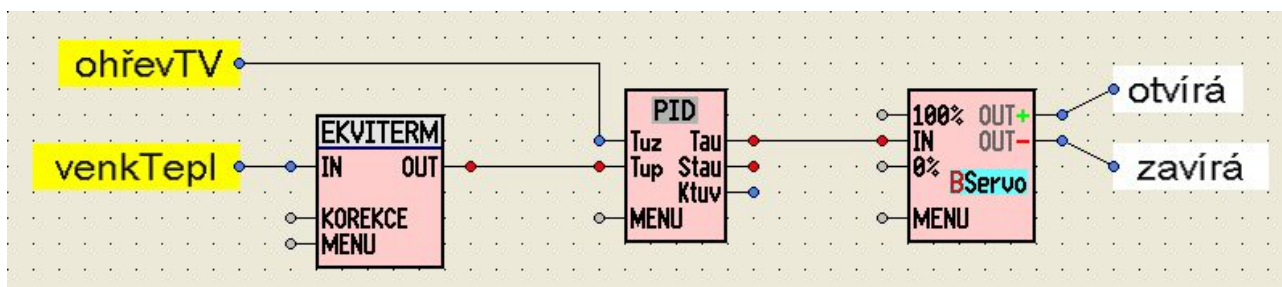 ohřevTV
venkTepl
EKVITERM
IN OUT
KOREKCE
MENU
PID
Tuz Tau
Tup Stau
Ktuv
MENU
100% OUT+
IN OUT−
0%
BServo
MENU
otvírá
zavírá